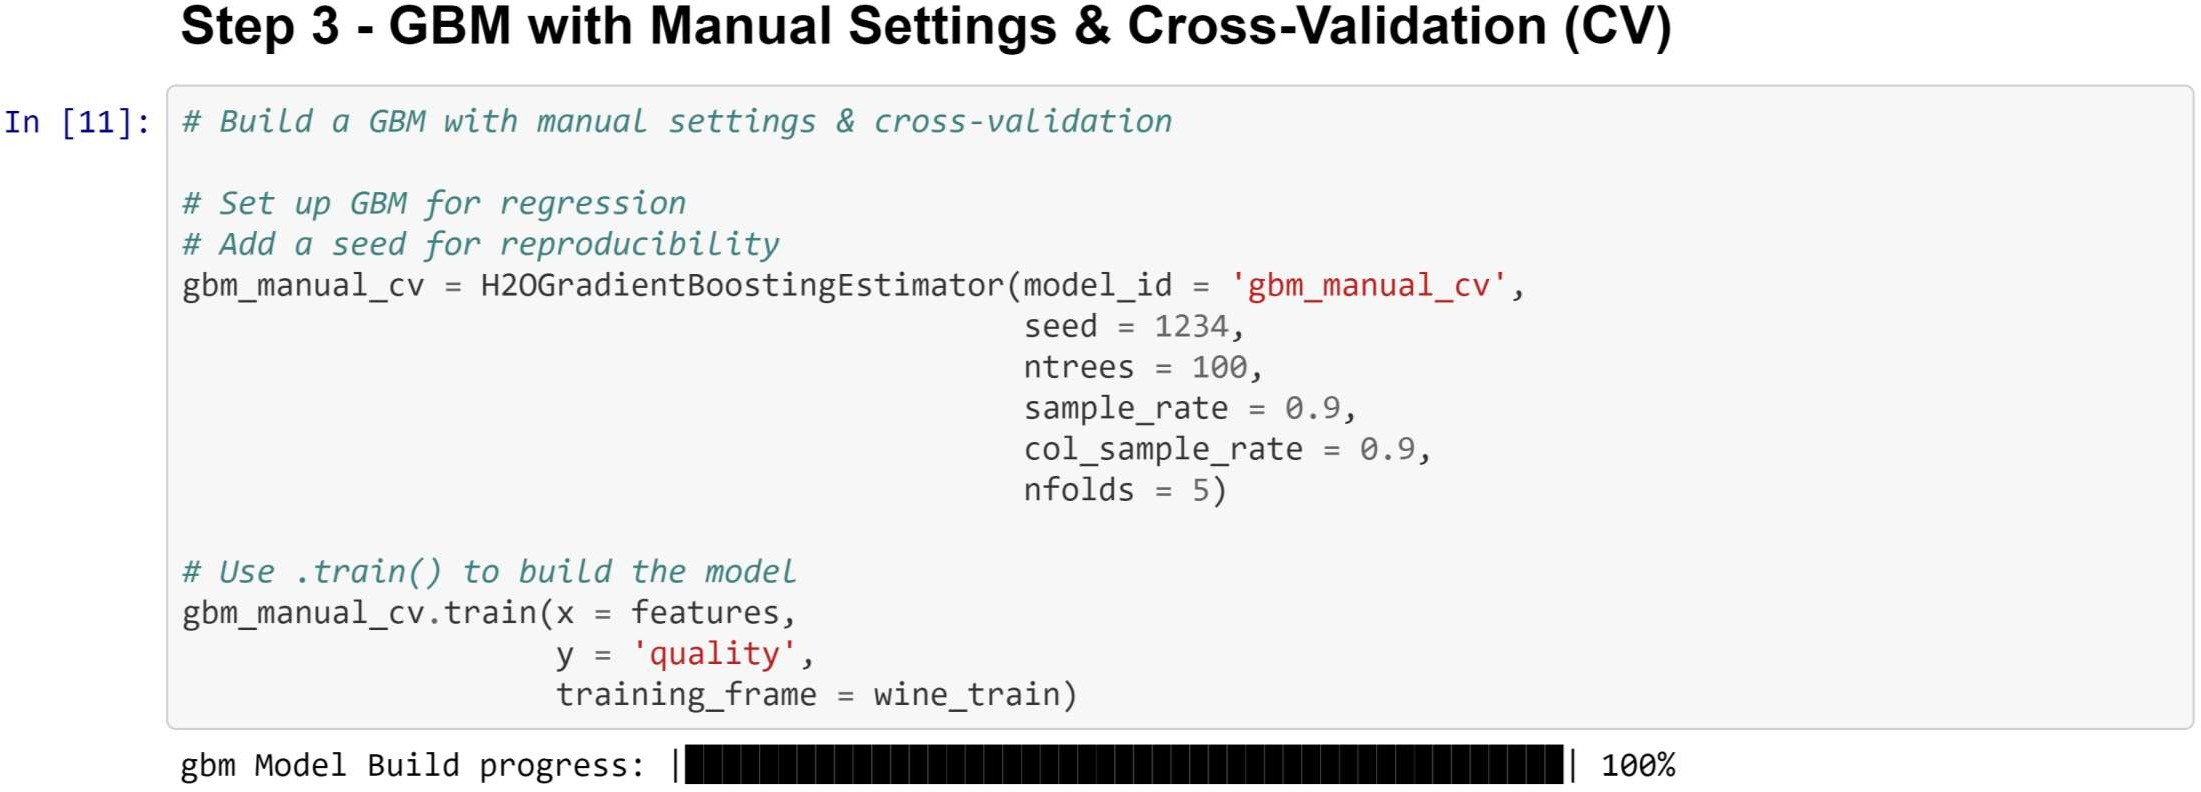 Step 3 - GBM with Manual Settings & Cross-Validation (CV)
In [11]: # Build a GBM with manual settings & cross-validation
# Set up GBM for regression
# Add a seed for reproducibility
gbm_manual_cv = H2OGradientBoostingEstimator(model_id = 'gbm_manual_cv',
seed = 1234,
ntrees = 100,
sample_rate = 0.9,
col_sample_rate = 0.9,
nfolds = 5)
# Use .train() to build the model
gbm_manual_cv.train(x = features,
y = 'quality',
training_frame = wine_train)
gbm Model Build progress: || 100%